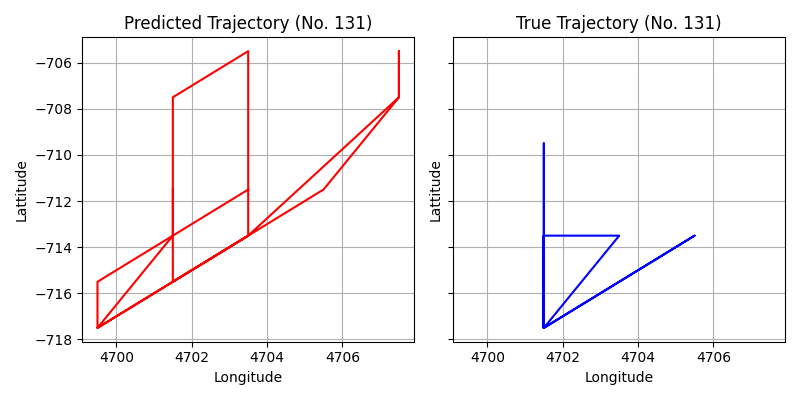 Predicted Trajectory (No. 131)
True Trajectory (No. 131)
Lattitude
−706
−708
−710
−712
−714
−716
−718
4700
4702
4704
4706
Longitude
Lattitude
4700
4702
4704
4706
Longitude